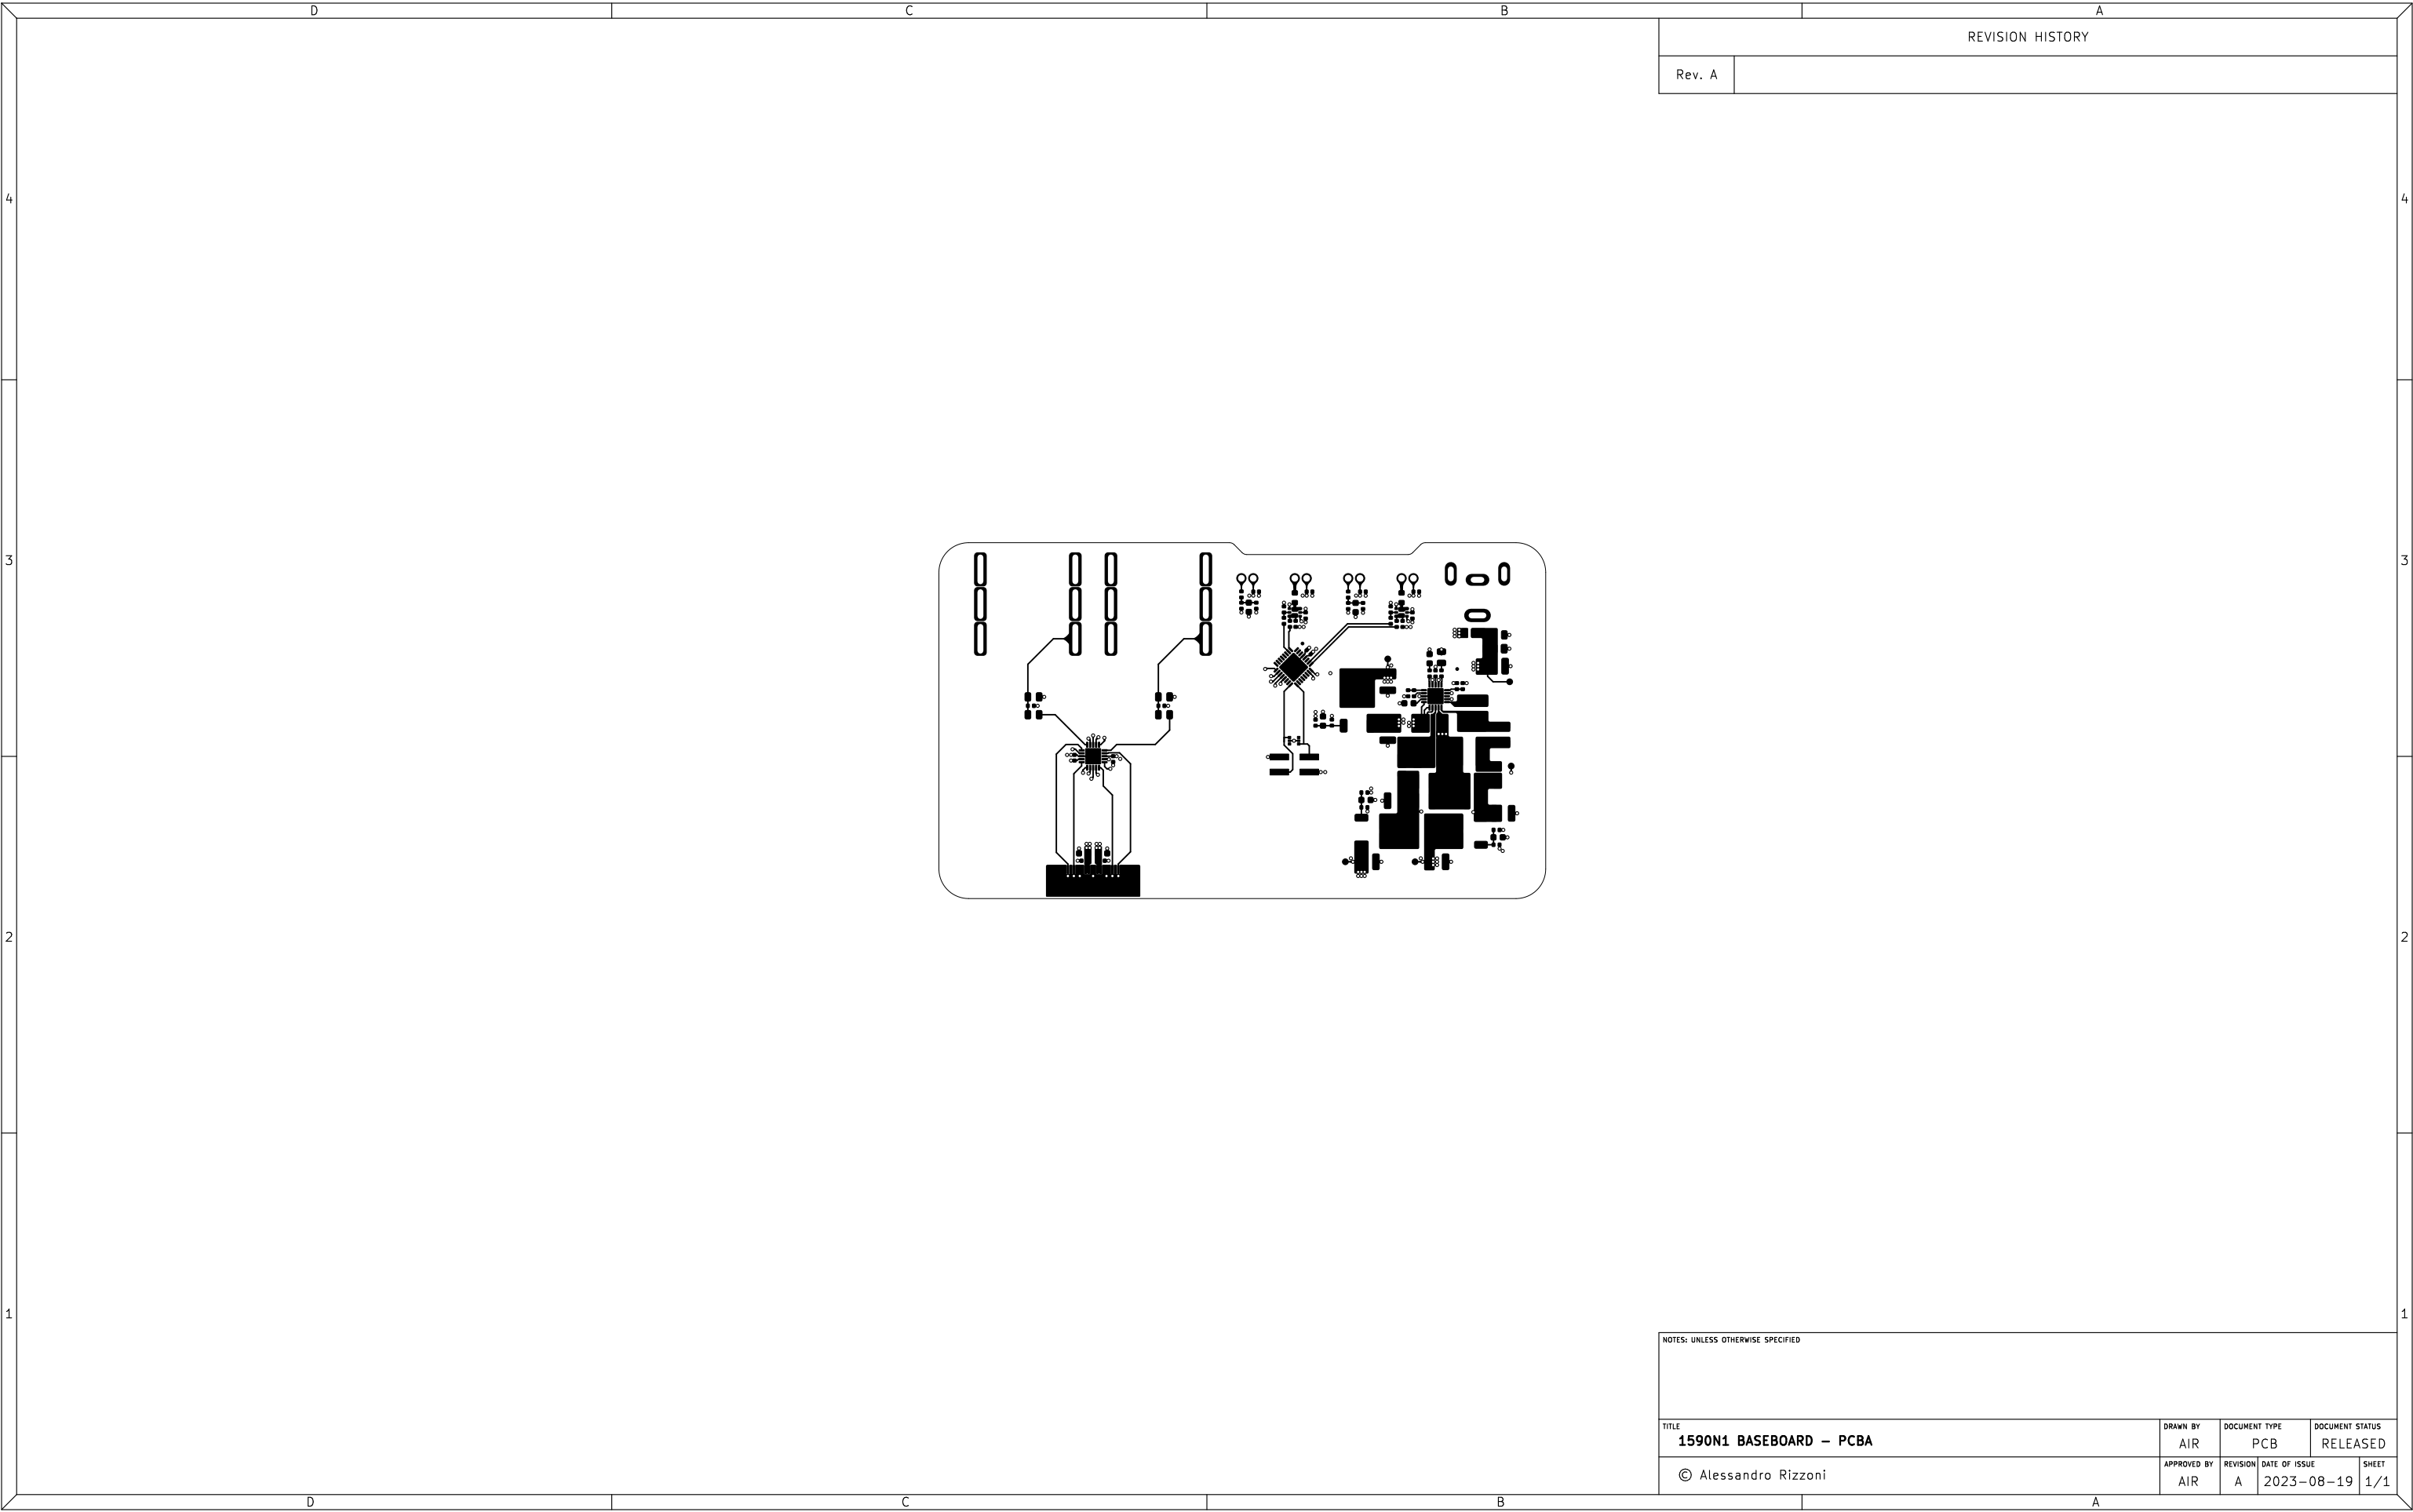 D C B A
REVISION HISTORY
Rev. A
4 4
3 3
2 2
1 1
NOTES: UNLESS OTHERWISE SPECIFIED
TITLE
1590N1 BASEBOARD - PCBA
DRAWN BY
AIR
DOCUMENT TYPE
PCB
DOCUMENT STATUS
RELEASED
© Alessandro Rizzoni
APPROVED BY
AIR
REVISION
A
DATE OF ISSUE
2023-08-19
SHEET
1/1
D C B A